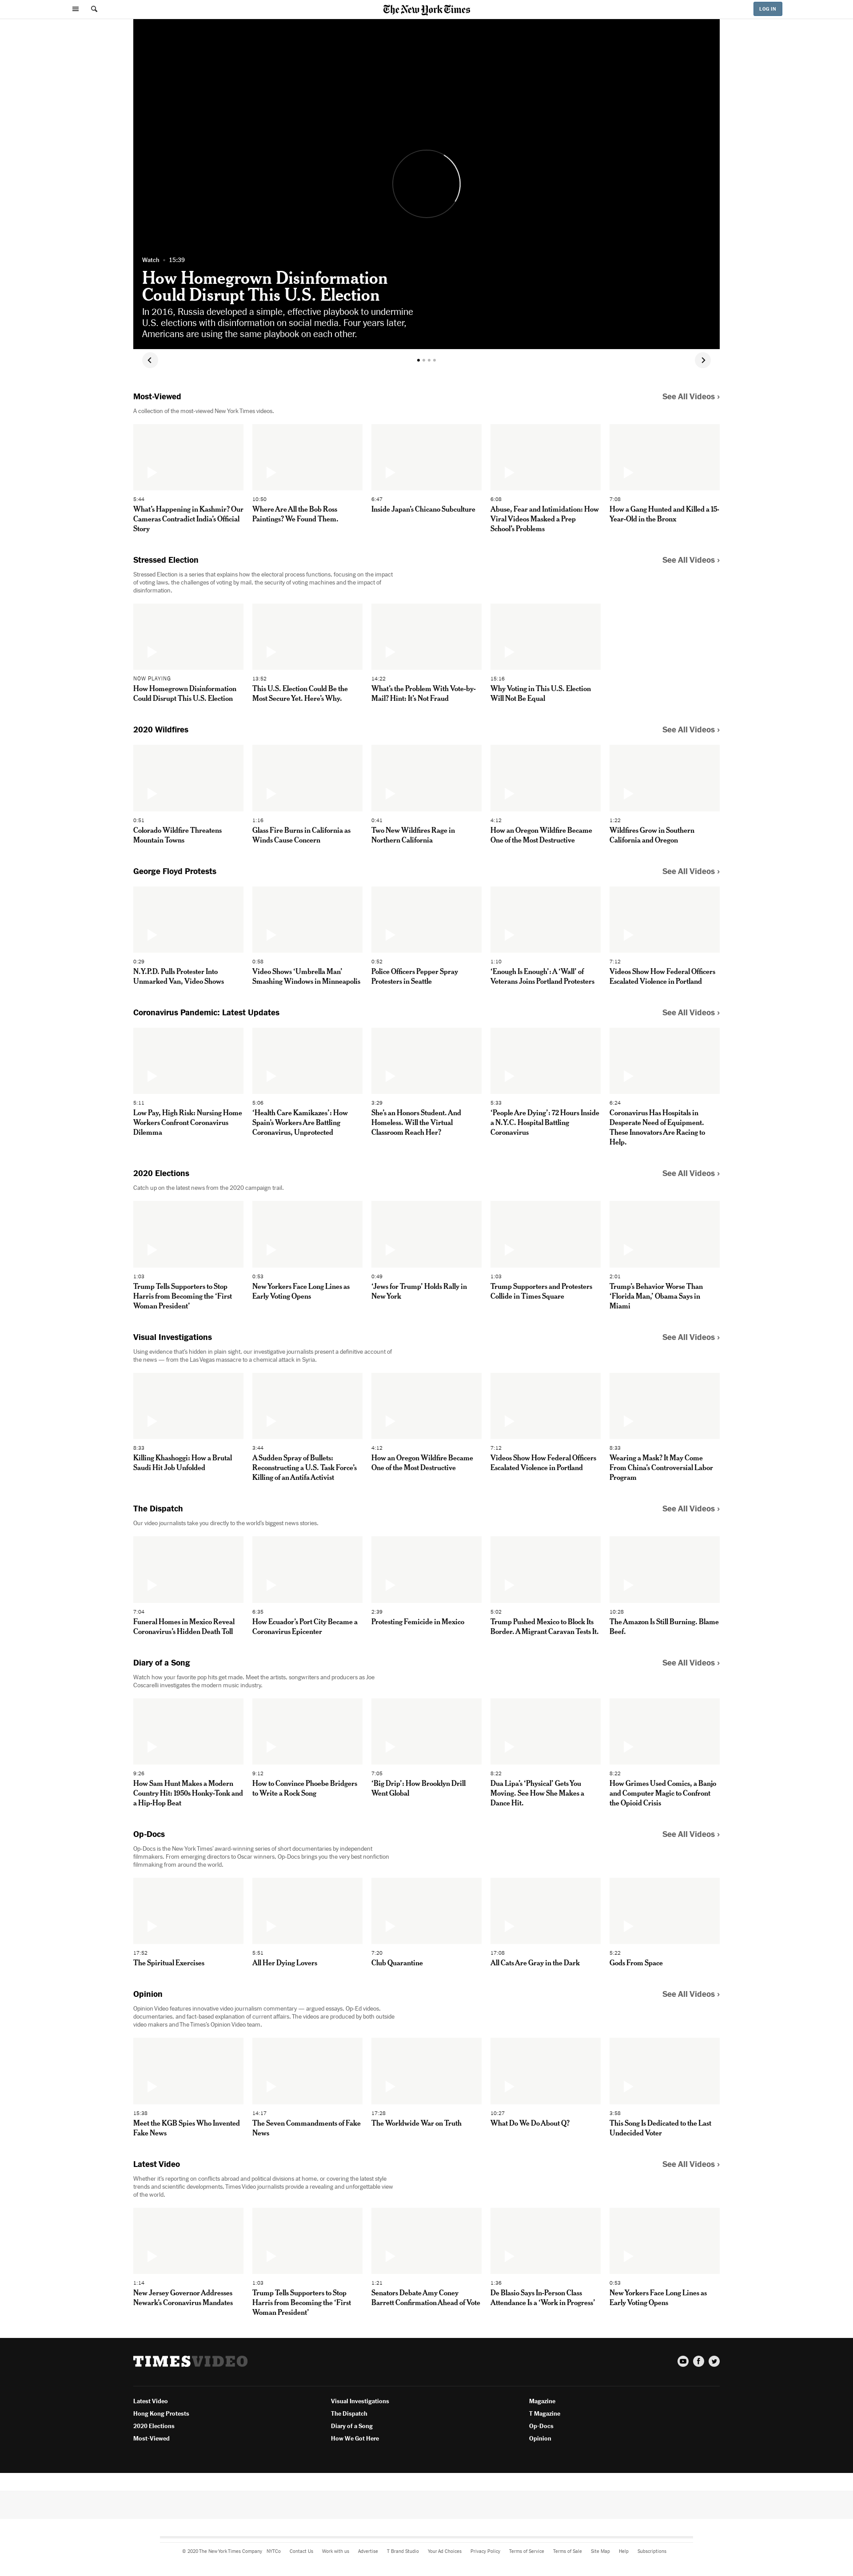 The New York Times
LOG IN
Watch • 15:39
How Homegrown Disinformation
Could Disrupt This U.S. Election
In 2016, Russia developed a simple, effective playbook to undermine
U.S. elections with disinformation on social media. Four years later,
Americans are using the same playbook on each other.
Most-Viewed
See All Videos ›
A collection of the most-viewed New York Times videos.
5:44
What's Happening in Kashmir? Our
Cameras Contradict India's Official
Story
10:50
Where Are All the Bob Ross
Paintings? We Found Them.
6:47
Inside Japan's Chicano Subculture
6:08
Abuse, Fear and Intimidation: How
Viral Videos Masked a Prep
School's Problems
7:08
How a Gang Hunted and Killed a 15-
Year-Old in the Bronx
Stressed Election
See All Videos ›
Stressed Election is a series that explains how the electoral process functions, focusing on the impact
of voting laws, the challenges of voting by mail, the security of voting machines and the impact of
disinformation.
NOW PLAYING
How Homegrown Disinformation
Could Disrupt This U.S. Election
13:52
This U.S. Election Could Be the
Most Secure Yet. Here's Why.
14:22
What's the Problem With Vote-by-
Mail? Hint: It's Not Fraud
15:16
Why Voting in This U.S. Election
Will Not Be Equal
2020 Wildfires
See All Videos ›
0:51
Colorado Wildfire Threatens
Mountain Towns
1:16
Glass Fire Burns in California as
Winds Cause Concern
0:41
Two New Wildfires Rage in
Northern California
4:12
How an Oregon Wildfire Became
One of the Most Destructive
1:22
Wildfires Grow in Southern
California and Oregon
George Floyd Protests
See All Videos ›
0:29
N.Y.P.D. Pulls Protester Into
Unmarked Van, Video Shows
0:58
Video Shows 'Umbrella Man'
Smashing Windows in Minneapolis
0:52
Police Officers Pepper Spray
Protesters in Seattle
1:10
'Enough Is Enough': A 'Wall' of
Veterans Joins Portland Protesters
7:12
Videos Show How Federal Officers
Escalated Violence in Portland
Coronavirus Pandemic: Latest Updates
See All Videos ›
5:11
Low Pay, High Risk: Nursing Home
Workers Confront Coronavirus
Dilemma
5:06
'Health Care Kamikazes': How
Spain's Workers Are Battling
Coronavirus, Unprotected
3:29
She's an Honors Student. And
Homeless. Will the Virtual
Classroom Reach Her?
5:33
'People Are Dying': 72 Hours Inside
a N.Y.C. Hospital Battling
Coronavirus
6:24
Coronavirus Has Hospitals in
Desperate Need of Equipment.
These Innovators Are Racing to
Help.
2020 Elections
See All Videos ›
Catch up on the latest news from the 2020 campaign trail.
1:03
Trump Tells Supporters to Stop
Harris from Becoming the 'First
Woman President'
0:53
New Yorkers Face Long Lines as
Early Voting Opens
0:49
'Jews for Trump' Holds Rally in
New York
1:03
Trump Supporters and Protesters
Collide in Times Square
2:01
Trump's Behavior Worse Than
'Florida Man,' Obama Says in
Miami
Visual Investigations
See All Videos ›
Using evidence that's hidden in plain sight, our investigative journalists present a definitive account of
the news — from the Las Vegas massacre to a chemical attack in Syria.
8:33
Killing Khashoggi: How a Brutal
Saudi Hit Job Unfolded
3:44
A Sudden Spray of Bullets:
Reconstructing a U.S. Task Force's
Killing of an Antifa Activist
4:12
How an Oregon Wildfire Became
One of the Most Destructive
7:12
Videos Show How Federal Officers
Escalated Violence in Portland
8:33
Wearing a Mask? It May Come
From China's Controversial Labor
Program
The Dispatch
See All Videos ›
Our video journalists take you directly to the world's biggest news stories.
7:04
Funeral Homes in Mexico Reveal
Coronavirus's Hidden Death Toll
6:35
How Ecuador's Port City Became a
Coronavirus Epicenter
2:39
Protesting Femicide in Mexico
5:02
Trump Pushed Mexico to Block Its
Border. A Migrant Caravan Tests It.
10:28
The Amazon Is Still Burning. Blame
Beef.
Diary of a Song
See All Videos ›
Watch how your favorite pop hits get made. Meet the artists, songwriters and producers as Joe
Coscarelli investigates the modern music industry.
9:26
How Sam Hunt Makes a Modern
Country Hit: 1950s Honky-Tonk and
a Hip-Hop Beat
9:12
How to Convince Phoebe Bridgers
to Write a Rock Song
7:05
'Big Drip': How Brooklyn Drill
Went Global
8:22
Dua Lipa's 'Physical' Gets You
Moving. See How She Makes a
Dance Hit.
8:22
How Grimes Used Comics, a Banjo
and Computer Magic to Confront
the Opioid Crisis
Op-Docs
See All Videos ›
Op-Docs is the New York Times' award-winning series of short documentaries by independent
filmmakers. From emerging directors to Oscar winners, Op-Docs brings you the very best nonfiction
filmmaking from around the world.
17:52
The Spiritual Exercises
5:51
All Her Dying Lovers
7:20
Club Quarantine
17:08
All Cats Are Gray in the Dark
5:22
Gods From Space
Opinion
See All Videos ›
Opinion Video features innovative video journalism commentary — argued essays, Op-Ed videos,
documentaries, and fact-based explanation of current affairs. The videos are produced by both outside
video makers and The Times's Opinion Video team.
15:38
Meet the KGB Spies Who Invented
Fake News
14:17
The Seven Commandments of Fake
News
17:28
The Worldwide War on Truth
10:27
What Do We Do About Q?
3:58
This Song Is Dedicated to the Last
Undecided Voter
Latest Video
See All Videos ›
Whether it's reporting on conflicts abroad and political divisions at home, or covering the latest style
trends and scientific developments, Times Video journalists provide a revealing and unforgettable view
of the world.
1:14
New Jersey Governor Addresses
Newark's Coronavirus Mandates
1:03
Trump Tells Supporters to Stop
Harris from Becoming the 'First
Woman President'
1:21
Senators Debate Amy Coney
Barrett Confirmation Ahead of Vote
1:36
De Blasio Says In-Person Class
Attendance Is a 'Work in Progress'
0:53
New Yorkers Face Long Lines as
Early Voting Opens
TIMESVIDEO
Latest Video
Hong Kong Protests
2020 Elections
Most-Viewed
Visual Investigations
The Dispatch
Diary of a Song
How We Got Here
Magazine
T Magazine
Op-Docs
Opinion
© 2020 The New York Times Company NYTCo Contact Us Work with us Advertise T Brand Studio Your Ad Choices Privacy Policy Terms of Service Terms of Sale Site Map Help Subscriptions